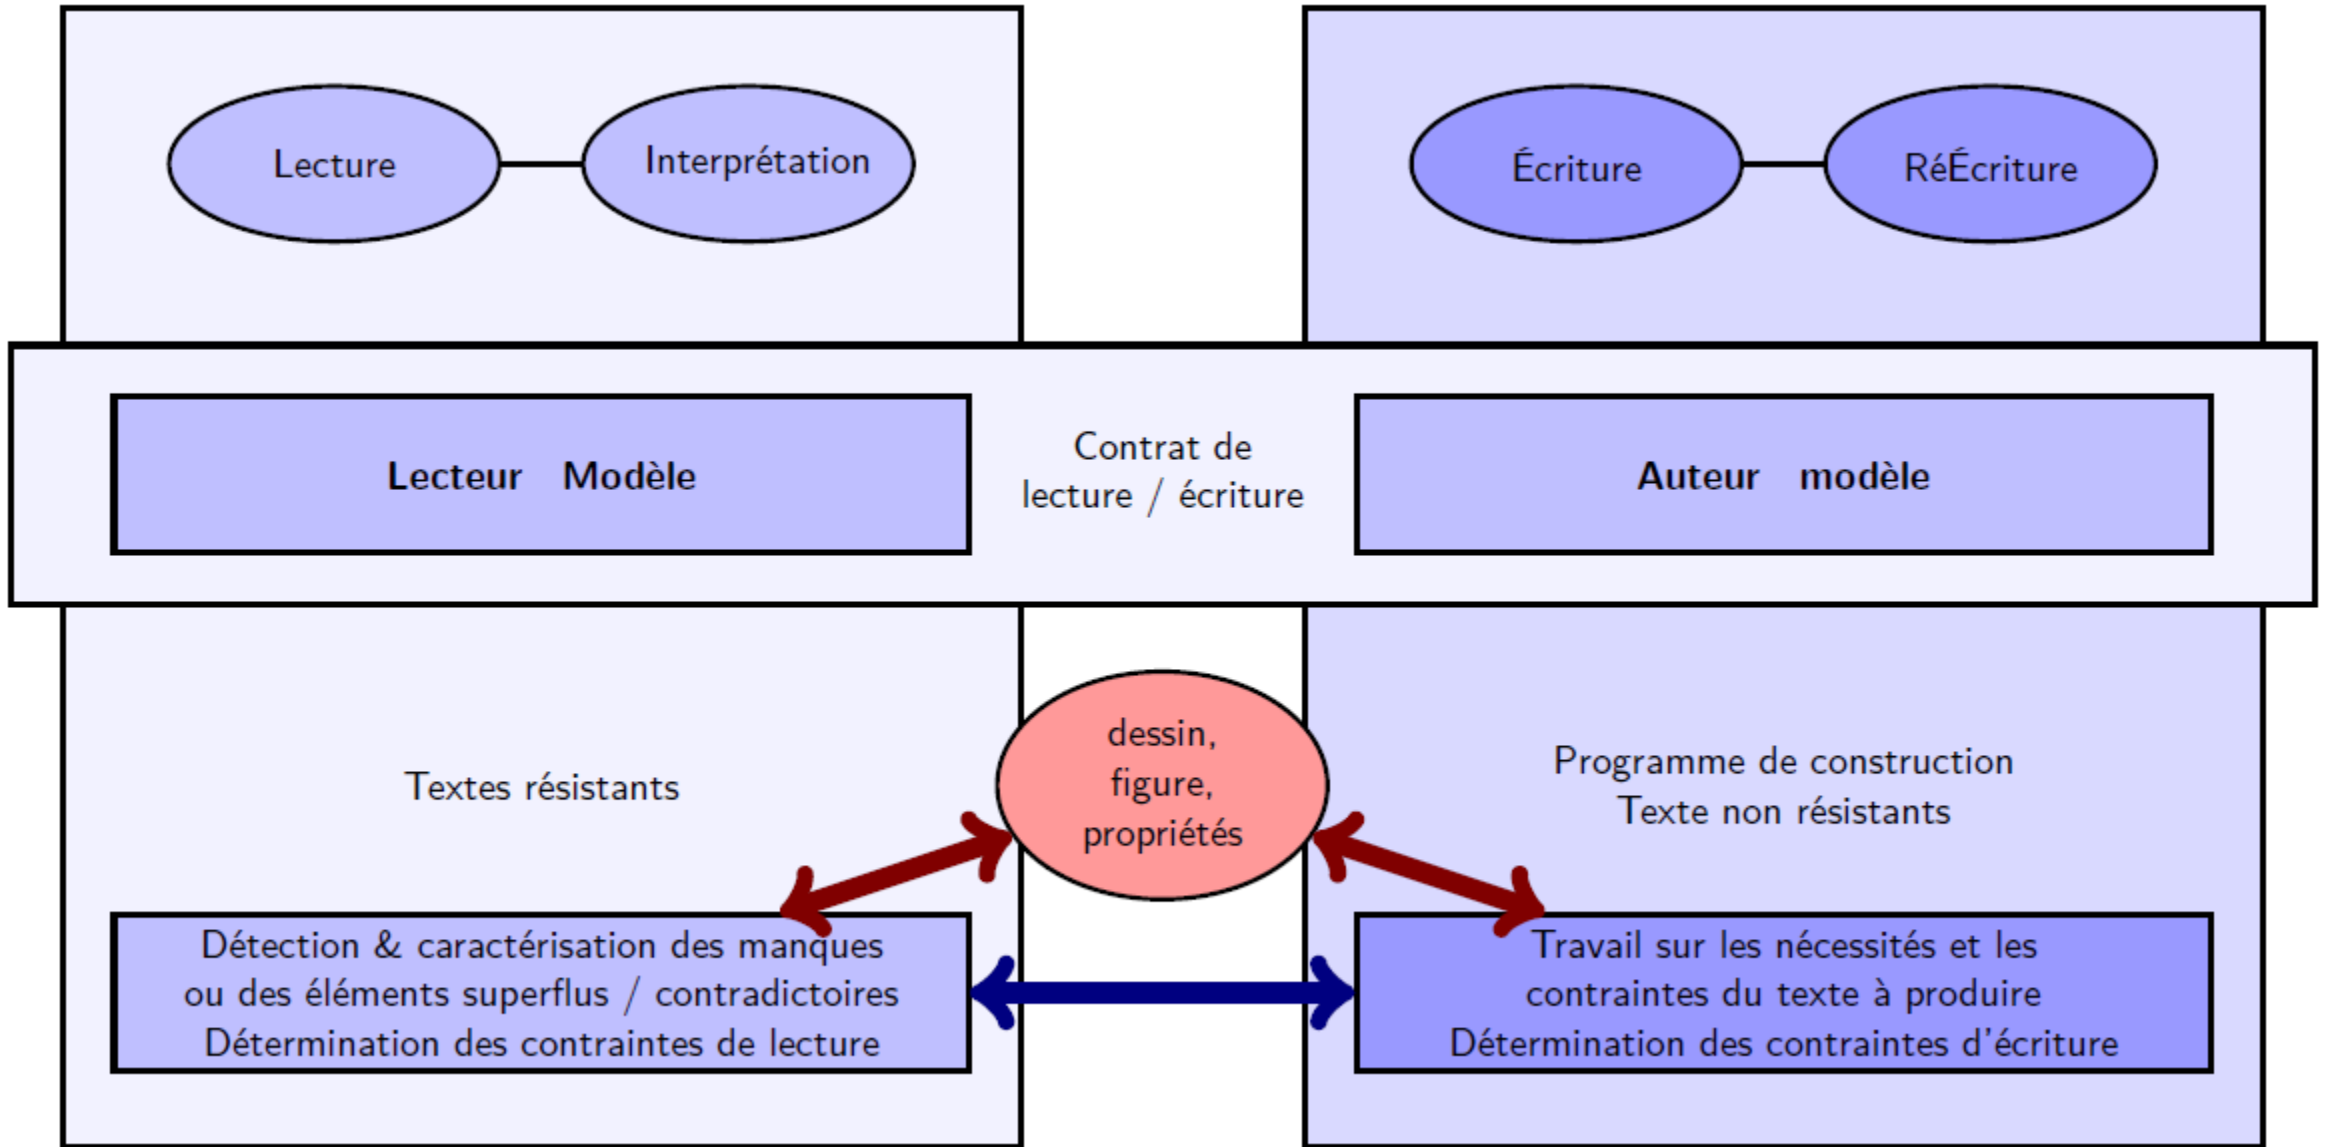 Lecture
Interprétation
Écriture
RéÉcriture
Lecteur Modèle
Contrat de
lecture / écriture
Auteur modèle
Textes résistants
dessin,
figure,
propriétés
Programme de construction
Texte non résistants
Détection & caractérisation des manques
ou des éléments superflus / contradictoires
Détermination des contraintes de lecture
Travail sur les nécessités et les
contraintes du texte à produire
Détermination des contraintes d'écriture